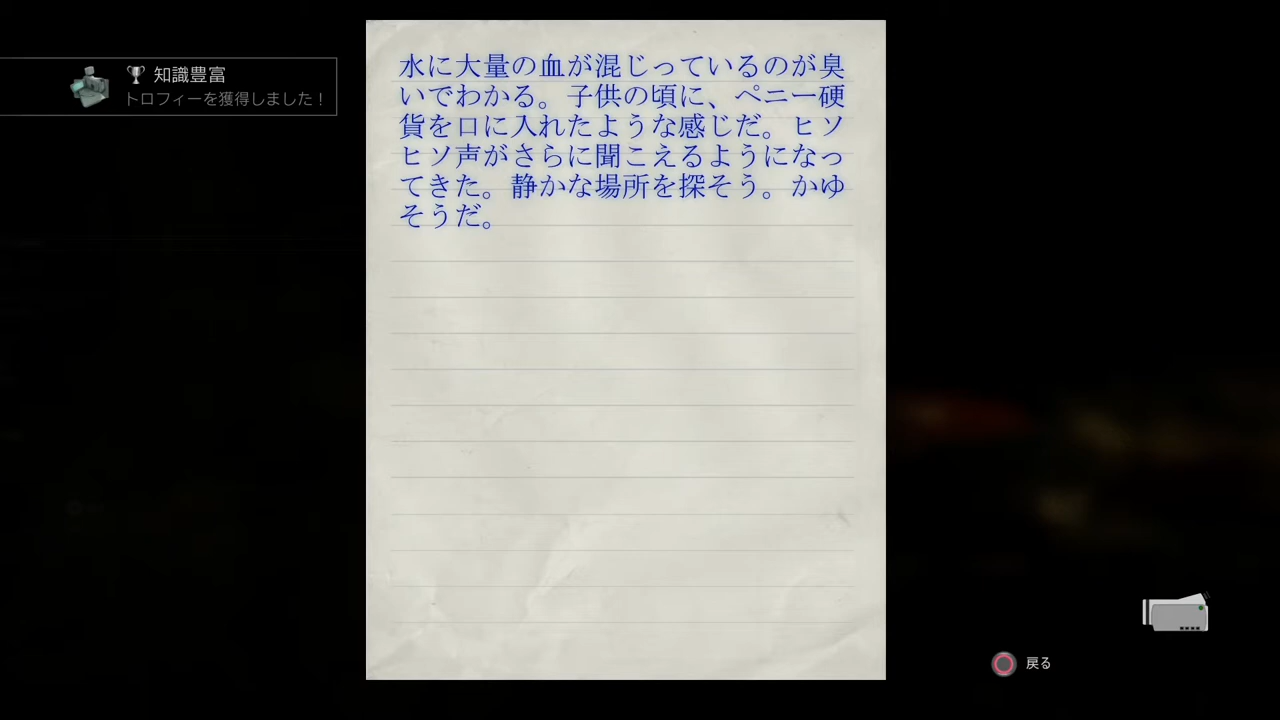 知識豊富
トロフィーを獲得しました！
水に大量の血が混じっているのが臭
いでわかる。子供の頃に、ペニー硬
貨を口に入れたような感じだ。ヒソ
ヒソ声がさらに聞こえるようになっ
てきた。静かな場所を探そう。かゆ
そうだ。
戻る